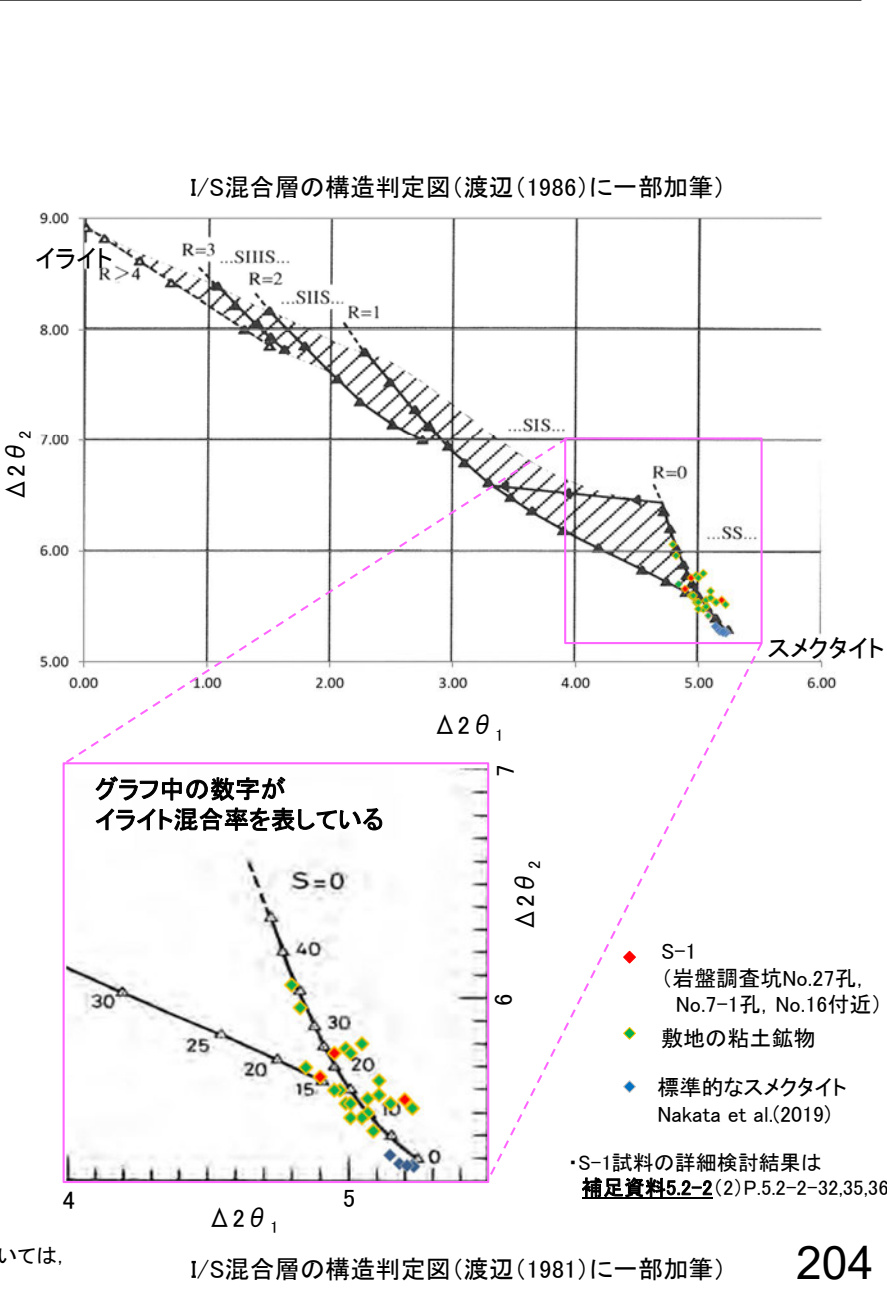 I/S混合層の構造判定図(渡辺(1986)に一部加筆)
9.00
8.00
7.00
6.00
5.00
イライト
R>4
R=3
...SIIIS...
R=2
...SIIS...
R=1
...SIS...
R=0
...SS...
スメクタイト
0.00 1.00 2.00 3.00 4.00 5.00 6.00
Δ2θ2
Δ2θ1
グラフ中の数字が
イライト混合率を表している
S=0
40
30
20
10
0
30
25
20
15
7
6
Δ2θ2
4 5
Δ2θ1
S-1
(岩盤調査坑No.27孔,
No.7-1孔, No.16付近)
敷地の粘土鉱物
標準的なスメクタイト
Nakata et al.(2019)
・S-1試料の詳細検討結果は
補足資料5.2-2(2)P.5.2-2-32,35,36
いては,
I/S混合層の構造判定図(渡辺(1981)に一部加筆)
204